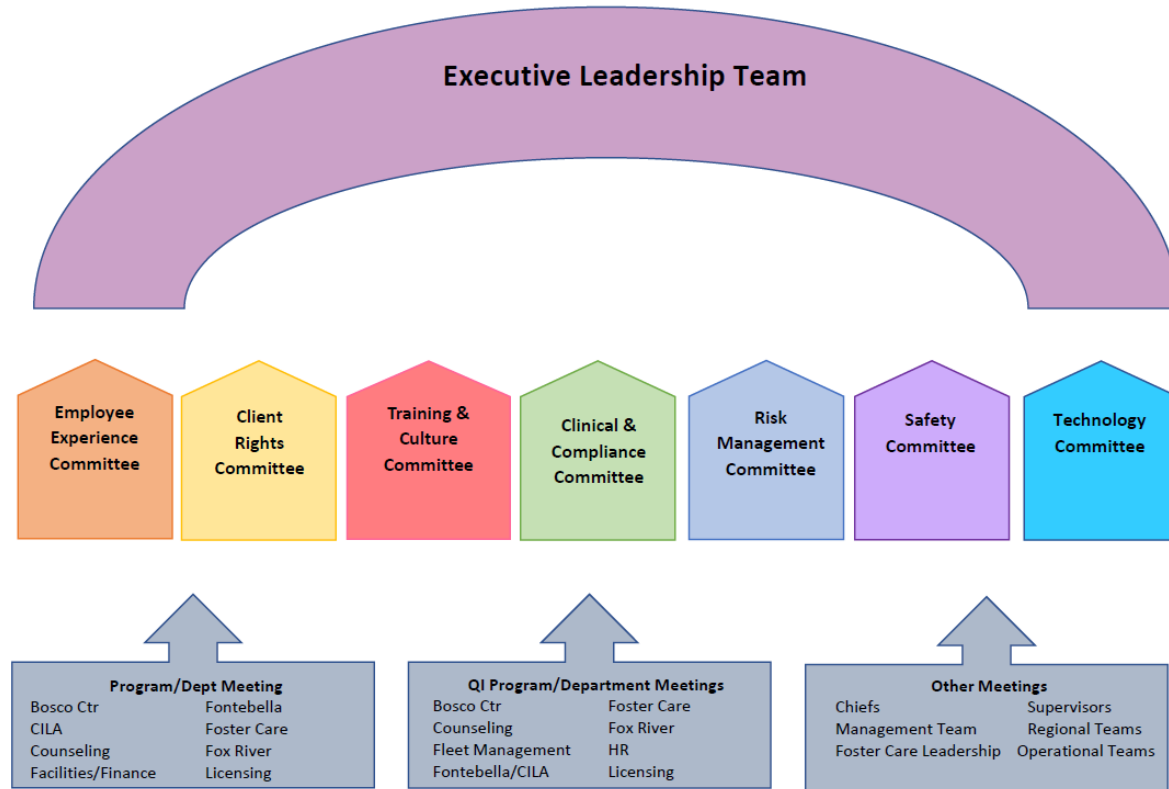 Executive Leadership Team
Employee
Experience
Committee
Client
Rights
Committee
Training &
Culture
Committee
Clinical &
Compliance
Committee
Risk
Management
Committee
Safety
Committee
Technology
Committee
Program/Dept Meeting
Bosco Ctr Fontebella
CILA Foster Care
Counseling Fox River
Facilities/Finance Licensing
QI Program/Department Meetings
Bosco Ctr Foster Care
Counseling Fox River
Fleet Management HR
Fontebella/CILA Licensing
Other Meetings
Chiefs Supervisors
Management Team Regional Teams
Foster Care Leadership Operational Teams